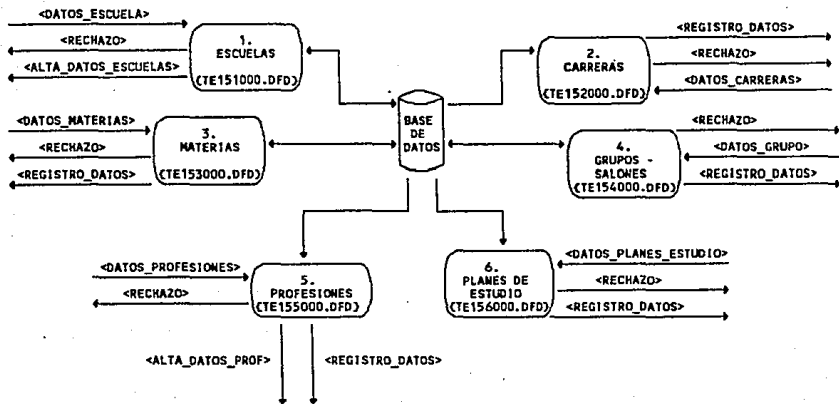 <DATOS_ESCUELA>
<RECHAZO>
<ALTA_DATOS_ESCUELAS>
1.
ESCUELAS
{TE151000.DFD}
<REGISTRO_DATOS>
<RECHAZO>
<DATOS_CARRERAS>
2.
CARRERAS
{TE152000.DFD}
BASE
DE
DATOS
<DATOS_MATERIAS>
<RECHAZO>
<REGISTRO_DATOS>
3.
MATERIAS
{TE153000.DFD}
<RECHAZO>
<DATOS_GRUPO>
<REGISTRO_DATOS>
4.
GRUPOS -
SALONES
{TE154000.DFD}
<DATOS_PROFESIONES>
<RECHAZO>
5.
PROFESIONES
{TE155000.DFD}
<ALTA_DATOS_PROF>
<REGISTRO_DATOS>
6.
PLANES DE
ESTUDIO
{TE156000.DFD}
<DATOS_PLANES_ESTUDIO>
<RECHAZO>
<REGISTRO_DATOS>